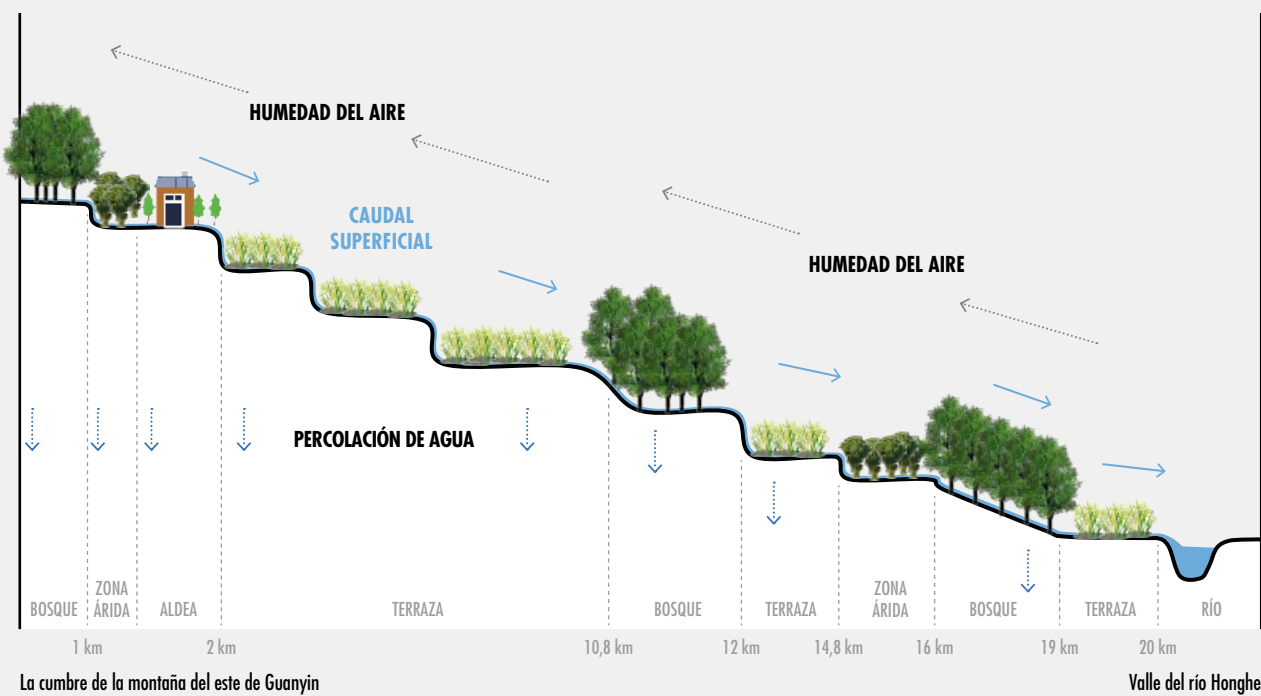 HUMEDAD DEL AIRE
CAUDAL
SUPERFICIAL
HUMEDAD DEL AIRE
PERCOLACIÓN DE AGUA
BOSQUE
ZONA
ÁRIDA
ALDEA
TERRAZA
BOSQUE
TERRAZA
ZONA
ÁRIDA
BOSQUE
TERRAZA
RÍO
1 km
2 km
10,8 km
12 km
14,8 km
16 km
19 km
20 km
La cumbre de la montaña del este de Guanyin
Valle del río Honghe